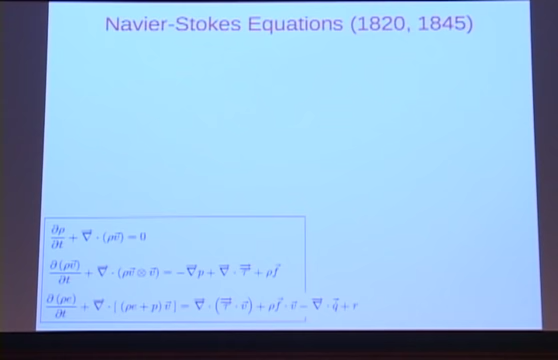 Navier-Stokes Equations (1820, 1845)
∂ρ/∂t + ∇⃗ · (ρv⃗) = 0
∂(ρv⃗)/∂t + ∇⃗ · (ρv⃗ ⊗ v⃗) = −∇⃗p + ∇⃗ · τ⃗⃗ + ρf⃗
∂(ρe)/∂t + ∇⃗ · [(ρe + p) v⃗] = ∇⃗ · (τ⃗⃗ · v⃗) + ρf⃗ · v⃗ − ∇⃗ · q⃗ + r